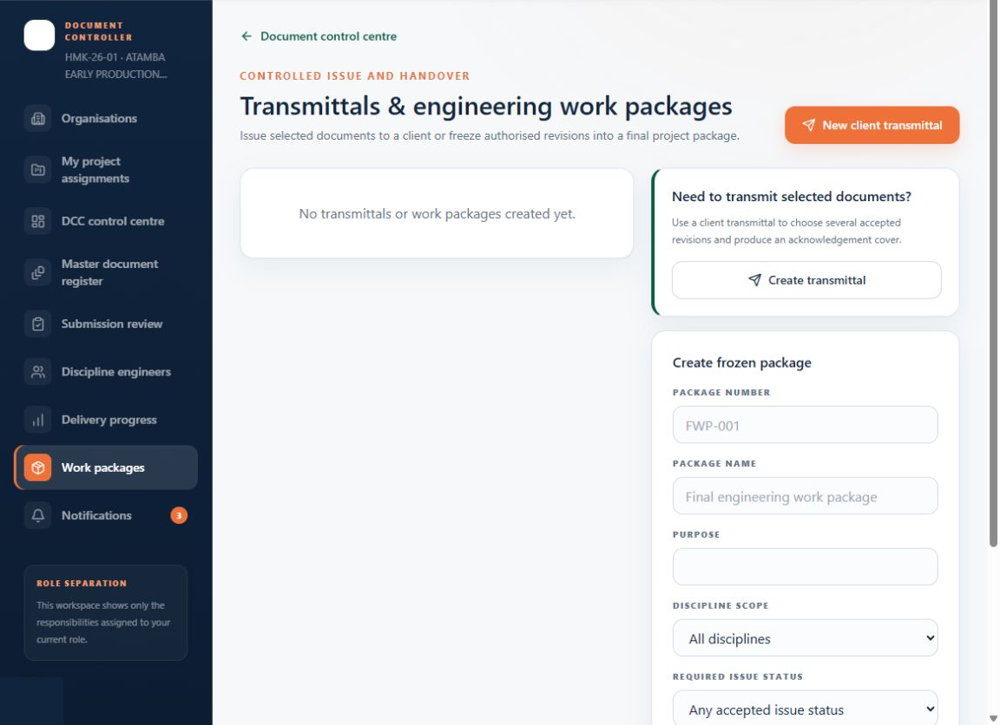 DOCUMENT
CONTROLLER
HMK-26-01 · ATAMBA
EARLY PRODUCTION...
Organisations
My project
assignments
DCC control centre
Master document
register
Submission review
Discipline engineers
Delivery progress
Work packages
Notifications 3
ROLE SEPARATION
This workspace shows only the
responsibilities assigned to your
current role.
← Document control centre
CONTROLLED ISSUE AND HANDOVER
Transmittals & engineering work packages
Issue selected documents to a client or freeze authorised revisions into a final project package.
New client transmittal
No transmittals or work packages created yet.
Need to transmit selected documents?
Use a client transmittal to choose several accepted
revisions and produce an acknowledgement cover.
Create transmittal
Create frozen package
PACKAGE NUMBER
FWP-001
PACKAGE NAME
Final engineering work package
PURPOSE
DISCIPLINE SCOPE
All disciplines
REQUIRED ISSUE STATUS
Any accepted issue status